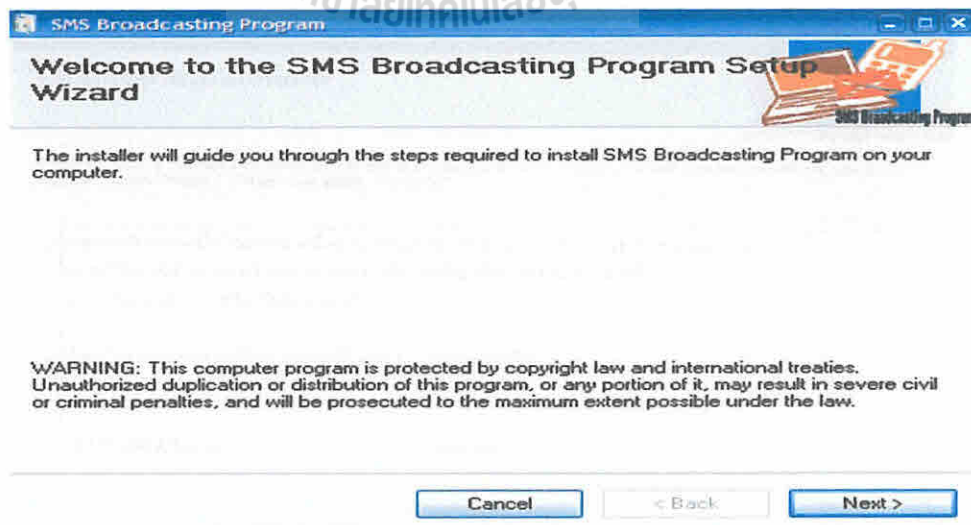 SMS Broadcasting Program
Welcome to the SMS Broadcasting Program Setup
Wizard
SMS Broadcasting Program
The installer will guide you through the steps required to install SMS Broadcasting Program on your
computer.
WARNING: This computer program is protected by copyright law and international treaties.
Unauthorized duplication or distribution of this program, or any portion of it, may result in severe civil
or criminal penalties, and will be prosecuted to the maximum extent possible under the law.
Cancel
< Back
Next >